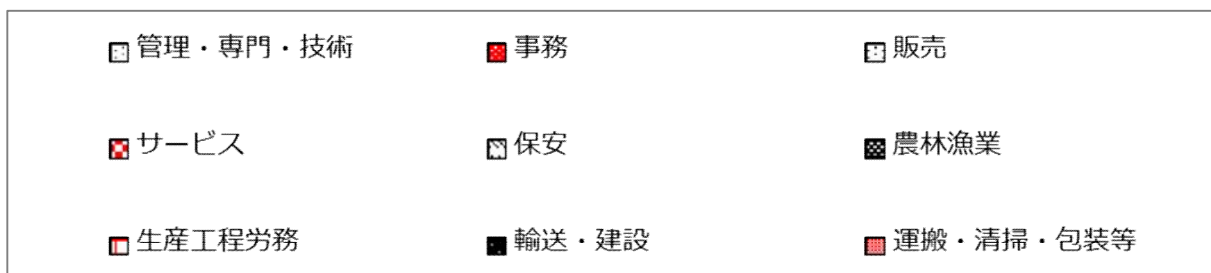 管理・専門・技術 事務 販売
サービス 保安 農林漁業
生産工程労務 輸送・建設 運搬・清掃・包装等